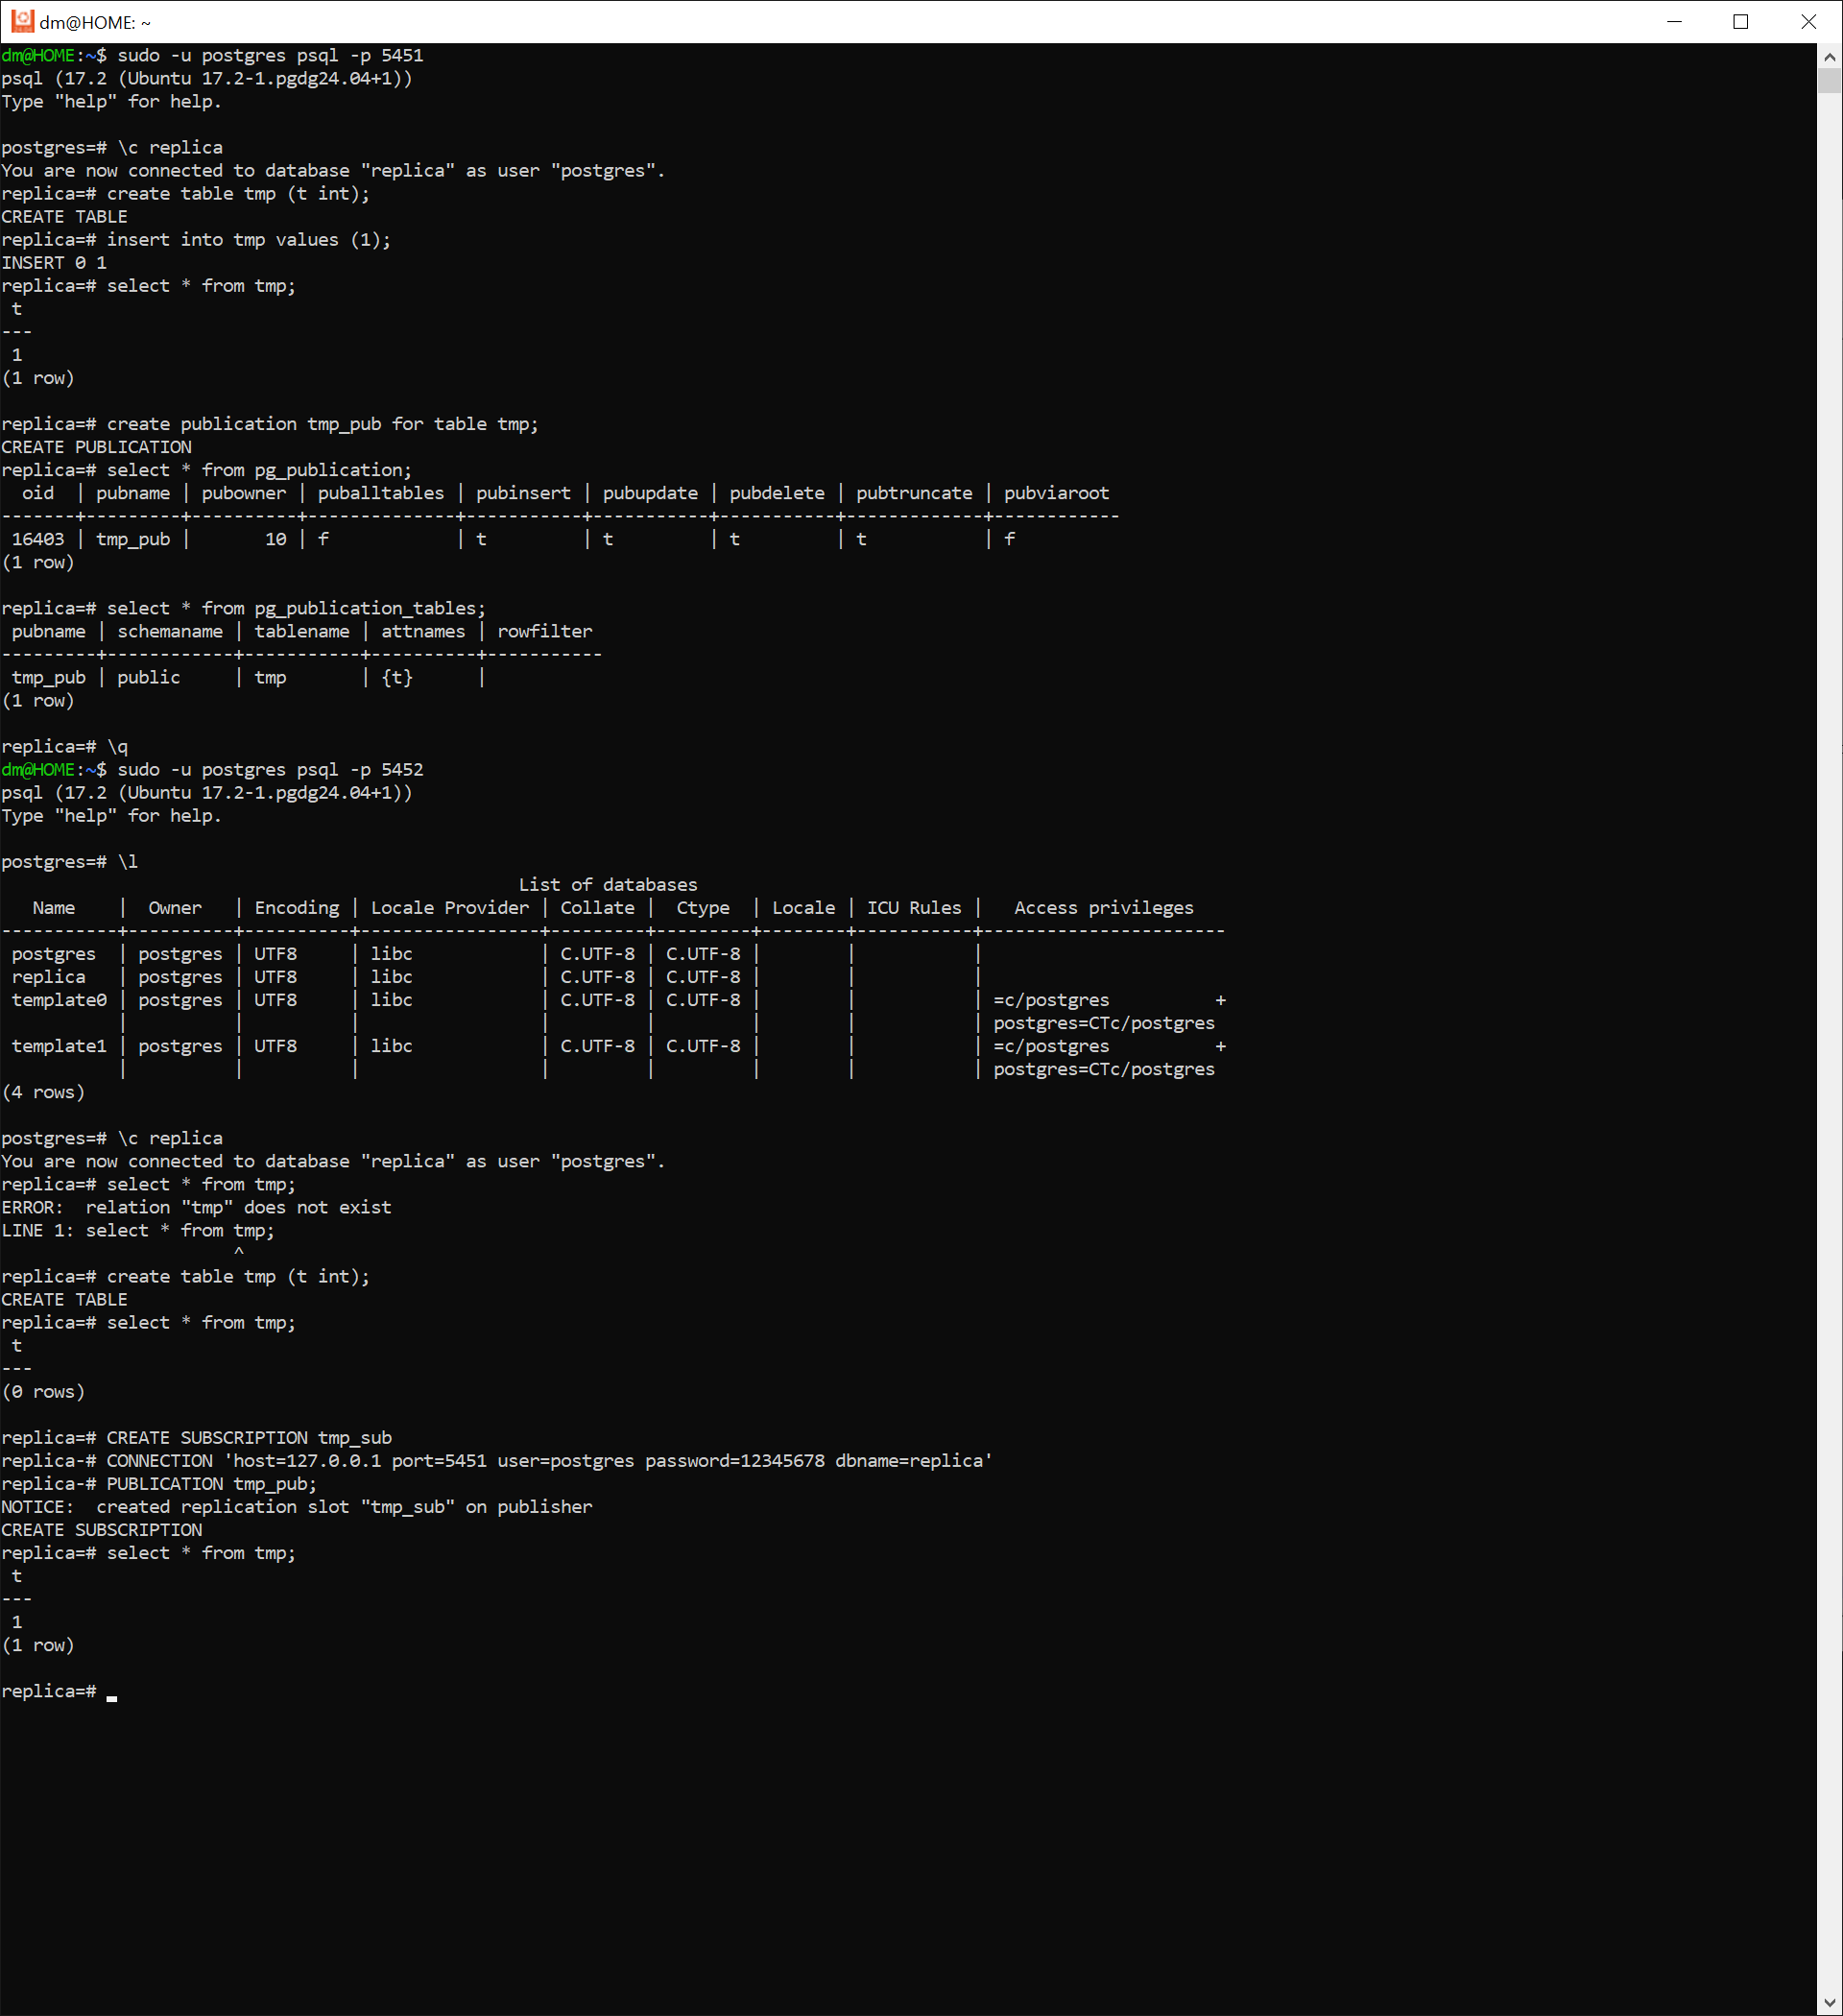 dm@HOME: ~
dm@HOME:~$ sudo -u postgres psql -p 5451
psql (17.2 (Ubuntu 17.2-1.pgdg24.04+1))
Type "help" for help.

postgres=# \c replica
You are now connected to database "replica" as user "postgres".
replica=# create table tmp (t int);
CREATE TABLE
replica=# insert into tmp values (1);
INSERT 0 1
replica=# select * from tmp;
 t
---
 1
(1 row)

replica=# create publication tmp_pub for table tmp;
CREATE PUBLICATION
replica=# select * from pg_publication;
  oid  | pubname | pubowner | puballtables | pubinsert | pubupdate | pubdelete | pubtruncate | pubviaroot
-------+---------+----------+--------------+-----------+-----------+-----------+-------------+------------
 16403 | tmp_pub |       10 | f            | t         | t         | t         | t           | f
(1 row)

replica=# select * from pg_publication_tables;
 pubname | schemaname | tablename | attnames | rowfilter
---------+------------+-----------+----------+-----------
 tmp_pub | public     | tmp       | {t}      |
(1 row)

replica=# \q
dm@HOME:~$ sudo -u postgres psql -p 5452
psql (17.2 (Ubuntu 17.2-1.pgdg24.04+1))
Type "help" for help.

postgres=# \l
                                                 List of databases
   Name    |  Owner   | Encoding | Locale Provider | Collate |  Ctype  | Locale | ICU Rules |   Access privileges
-----------+----------+----------+-----------------+---------+---------+--------+-----------+-----------------------
 postgres  | postgres | UTF8     | libc            | C.UTF-8 | C.UTF-8 |        |           |
 replica   | postgres | UTF8     | libc            | C.UTF-8 | C.UTF-8 |        |           |
 template0 | postgres | UTF8     | libc            | C.UTF-8 | C.UTF-8 |        |           | =c/postgres          +
           |          |          |                 |         |         |        |           | postgres=CTc/postgres
 template1 | postgres | UTF8     | libc            | C.UTF-8 | C.UTF-8 |        |           | =c/postgres          +
           |          |          |                 |         |         |        |           | postgres=CTc/postgres
(4 rows)

postgres=# \c replica
You are now connected to database "replica" as user "postgres".
replica=# select * from tmp;
ERROR:  relation "tmp" does not exist
LINE 1: select * from tmp;
                      ^
replica=# create table tmp (t int);
CREATE TABLE
replica=# select * from tmp;
 t
---
(0 rows)

replica=# CREATE SUBSCRIPTION tmp_sub
replica-# CONNECTION 'host=127.0.0.1 port=5451 user=postgres password=12345678 dbname=replica'
replica-# PUBLICATION tmp_pub;
NOTICE:  created replication slot "tmp_sub" on publisher
CREATE SUBSCRIPTION
replica=# select * from tmp;
 t
---
 1
(1 row)

replica=#